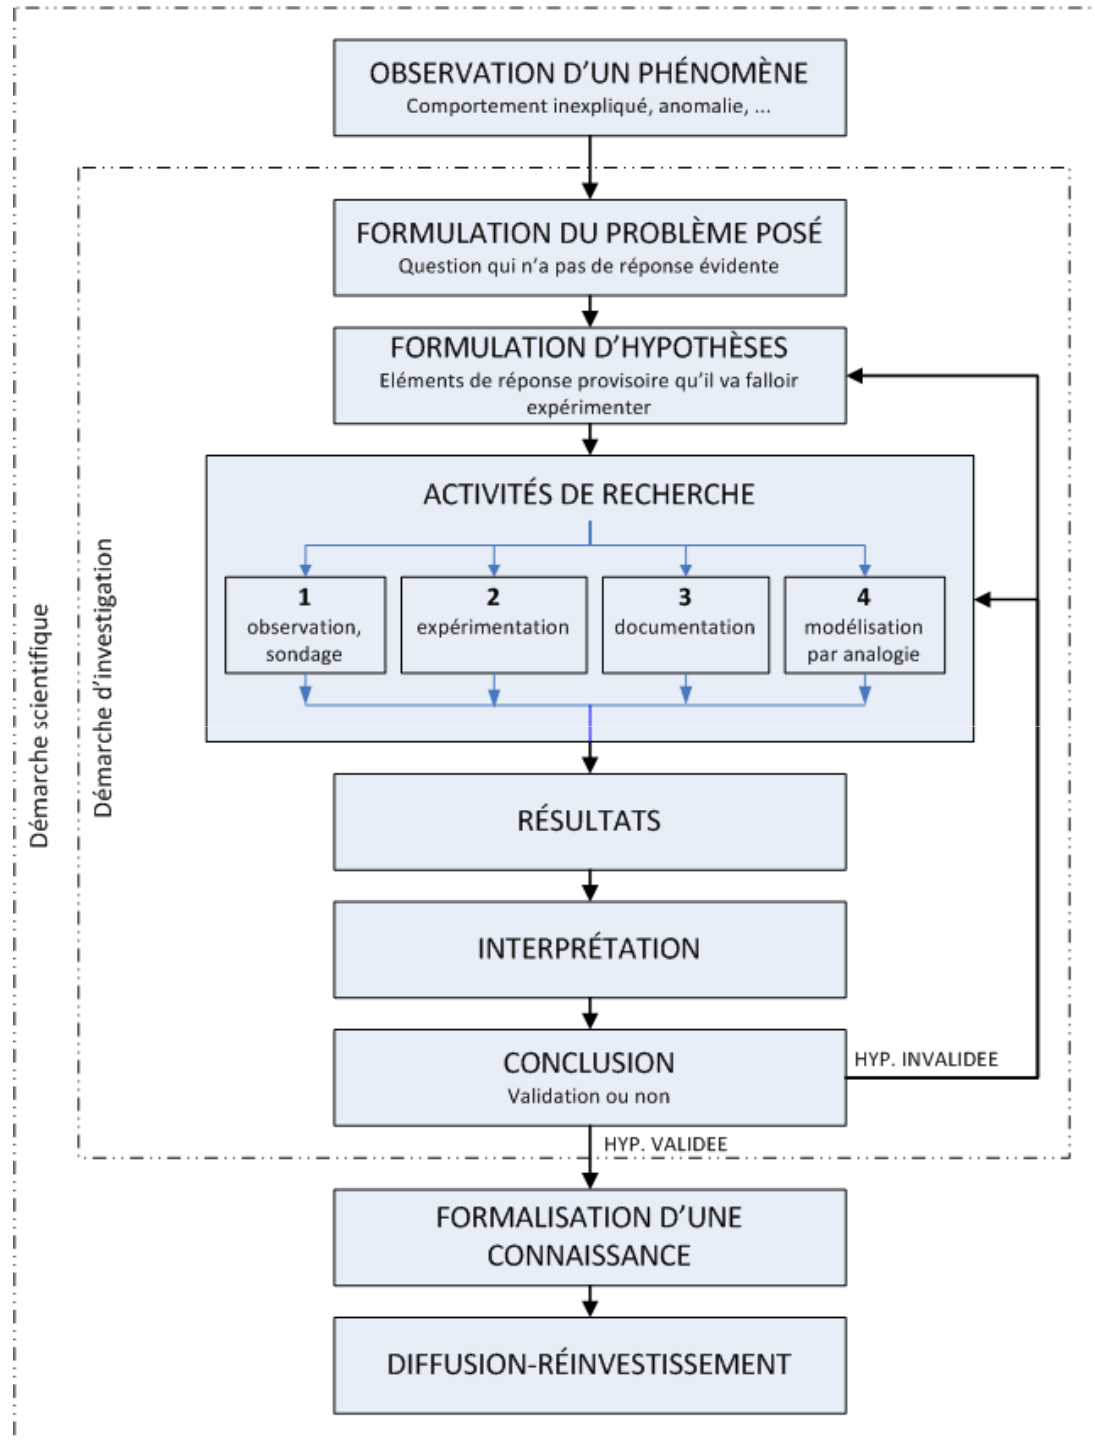 OBSERVATION D’UN PHÉNOMÈNE
Comportement inexpliqué, anomalie, ...
FORMULATION DU PROBLÈME POSÉ
Question qui n’a pas de réponse évidente
FORMULATION D’HYPOTHÈSES
Eléments de réponse provisoire qu’il va falloir
expérimenter
ACTIVITÉS DE RECHERCHE
1
observation,
sondage
2
expérimentation
3
documentation
4
modélisation
par analogie
RÉSULTATS
INTERPRÉTATION
CONCLUSION
Validation ou non
HYP. INVALIDEE
HYP. VALIDEE
FORMALISATION D’UNE
CONNAISSANCE
DIFFUSION-RÉINVESTISSEMENT
Démarche scientifique
Démarche d’investigation